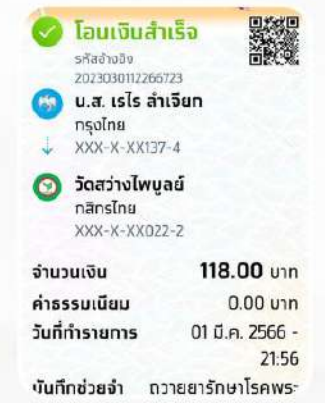 โอนเงินสำเร็จ
รหัสอ้างอิง
2023030112266723
น.ส. เรไร ลำเจียก
กรุงไทย
XXX-X-XX137-4
วัดสว่างไพบูลย์
กสิกรไทย
XXX-X-XX022-2
จำนวนเงิน 118.00 บาท
ค่าธรรมเนียม 0.00 บาท
วันที่ทำรายการ 01 มี.ค. 2566 -
21:56
บันทึกช่วยจำ ถวายยารักษาโรคพระ-